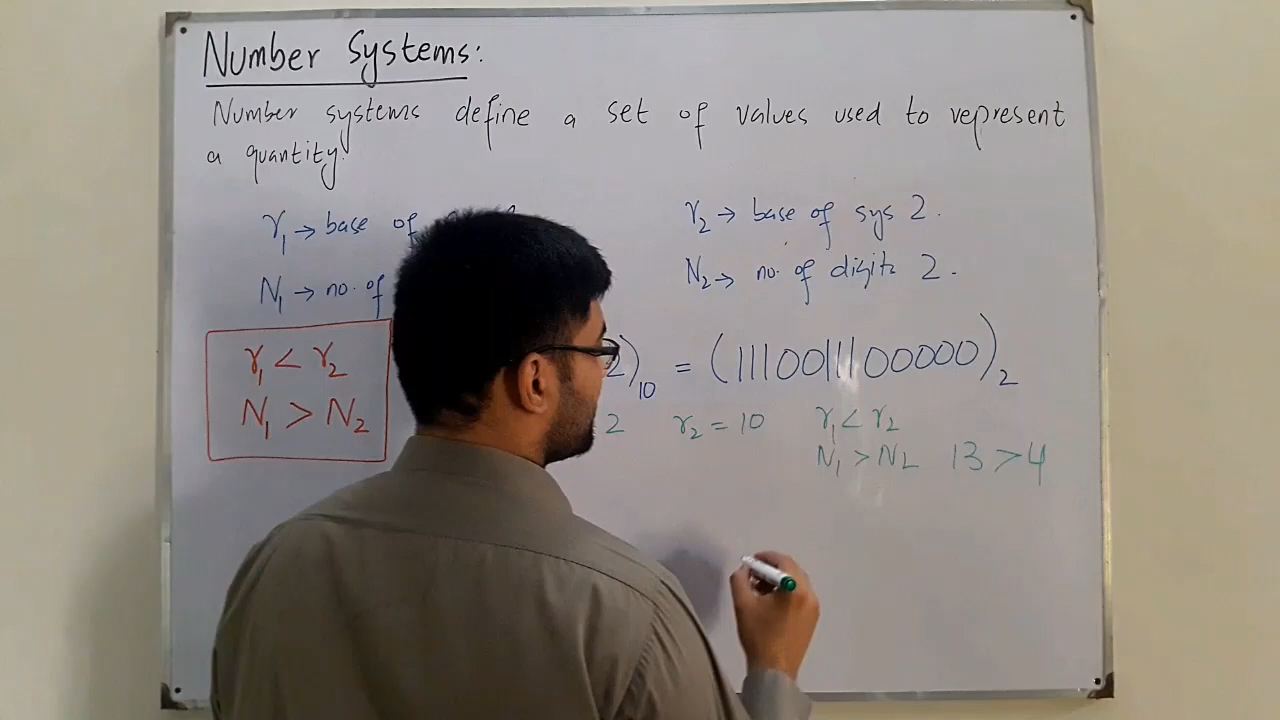 Number Systems:
Number systems define a set of values used to represent
a quantity.
r₁ → base of r₂ → base of sys 2.
N₁ → no. of N₂ → no. of digits 2.
r₁ < r₂
N₁ > N₂
2)₁₀ = (1110011100000)₂
2 r₂ = 10 r₁ < r₂
N₁ > N₂ 13 > 4